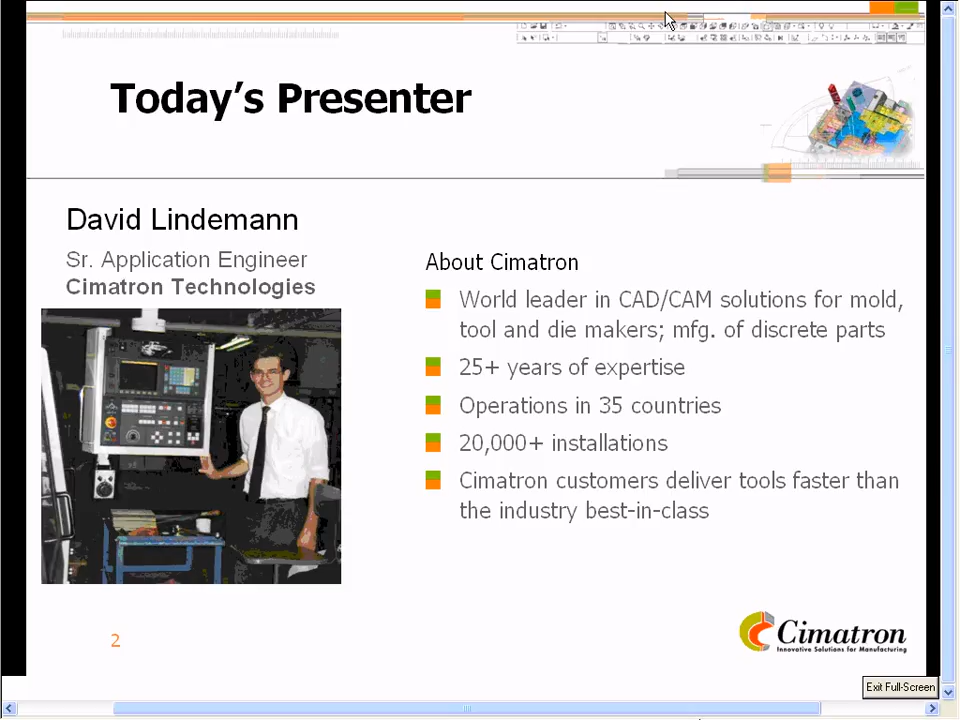 Today’s Presenter
David Lindemann
Sr. Application Engineer
Cimatron Technologies
About Cimatron
World leader in CAD/CAM solutions for mold,
tool and die makers; mfg. of discrete parts
25+ years of expertise
Operations in 35 countries
20,000+ installations
Cimatron customers deliver tools faster than
the industry best-in-class
2
Cimatron
Innovative Solutions for Manufacturing
Exit Full-Screen